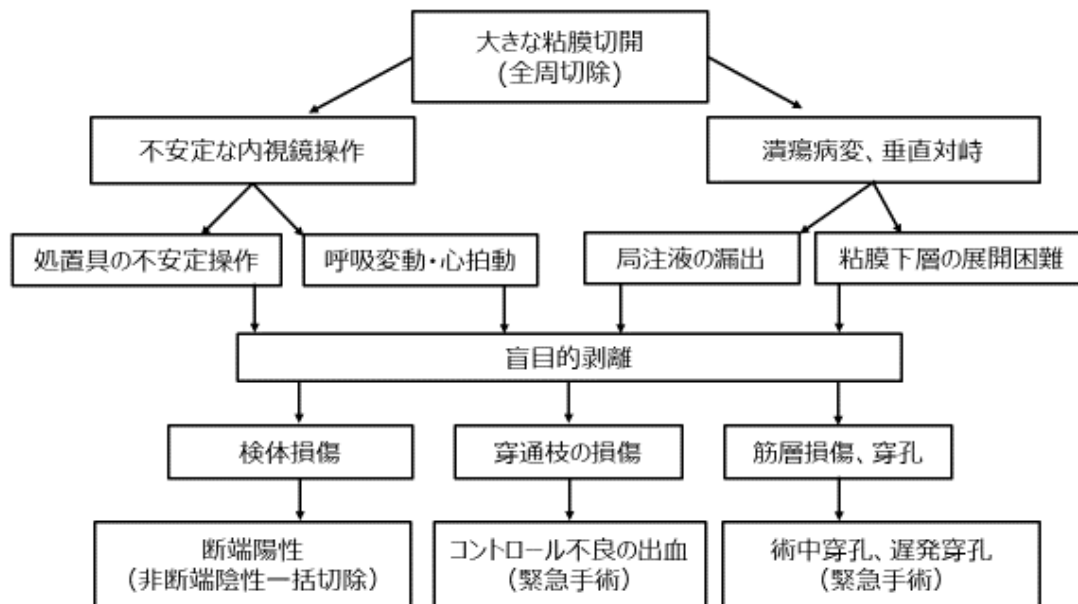 大きな粘膜切開
(全周切除)
不安定な内視鏡操作
潰瘍病変、垂直対峙
処置具の不安定操作
呼吸変動・心拍動
局注液の漏出
粘膜下層の展開困難
盲目的剥離
検体損傷
穿通枝の損傷
筋層損傷、穿孔
断端陽性
（非断端陰性一括切除）
コントロール不良の出血
（緊急手術）
術中穿孔、遅発穿孔
（緊急手術）